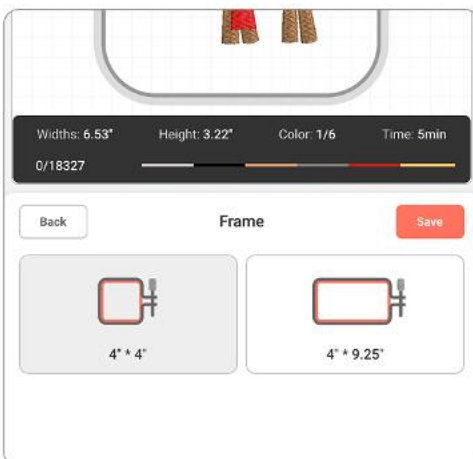 Widths: 6.53" Height: 3.22" Color: 1/6 Time: 5min
0/18327
Back Frame Save
4" * 4" 4" * 9.25"